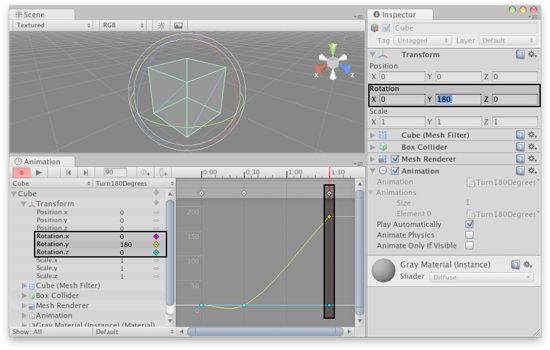 Scene
Textured RGB
y
x z
Animation
90 0:00 0:30 1:00 1:30
Cube Turn180Degrees
Cube
Transform
Position.x 0
Position.y 0
Position.z 0
Rotation.x 0
Rotation.y 180
Rotation.z 0
Scale.x 1
Scale.y 1
Scale.z 1
Cube (Mesh Filter)
Box Collider
Mesh Renderer
Animation
Gray Material (Instance) (Material)
Show: All Default
200
150
100
50
0
Inspector
Cube
Tag Untagged Layer Default
Transform
Position
X 0 Y 0 Z 0
Rotation
X 0 Y 180 Z 0
Scale
X 1 Y 1 Z 1
Cube (Mesh Filter)
Box Collider
Mesh Renderer
Animation
Animation Turn180Degrees
Animations
Size 1
Element 0 Turn180Degrees
Play Automatically
Animate Physics
Animate Only If Visible
Gray Material (Instance)
Shader Diffuse